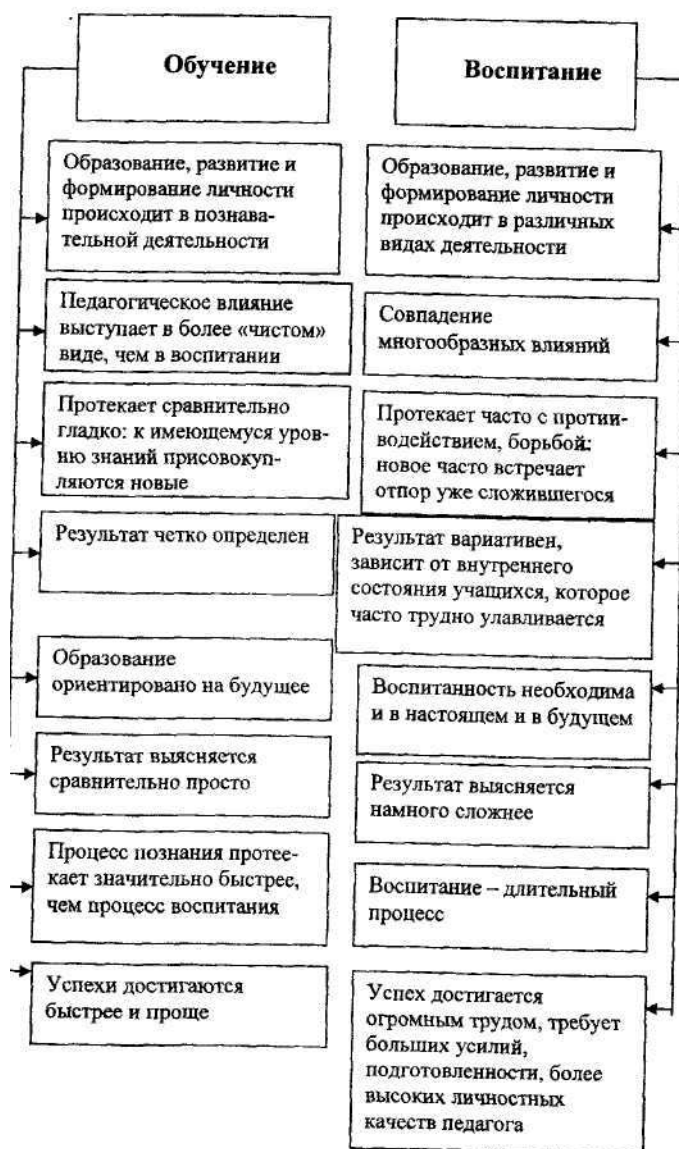 Обучение
Образование, развитие и
формирование личности
происходит в познава-
тельной деятельности
Педагогическое влияние
выступает в более «чистом»
виде, чем в воспитании
Протекает сравнительно
гладко: к имеющемуся уров-
ню знаний присовокуп-
ляются новые
Результат четко определен
Образование
ориентировано на будущее
Результат выясняется
сравнительно просто
Процесс познания протее-
кает значительно быстрее,
чем процесс воспитания
Успехи достигаются
быстрее и проще
Воспитание
Образование, развитие и
формирование личности
происходит в различных
видах деятельности
Совпадение
многообразных влияний
Протекает часто с протии-
водействием, борьбой:
новое часто встречает
отпор уже сложившегося
Результат вариативен,
зависит от внутреннего
состояния учащихся, которое
часто трудно улавливается
Воспитанность необходима
и в настоящем и в будущем
Результат выясняется
намного сложнее
Воспитание – длительный
процесс
Успех достигается
огромным трудом, требует
больших усилий,
подготовленности, более
высоких личностных
качеств педагога